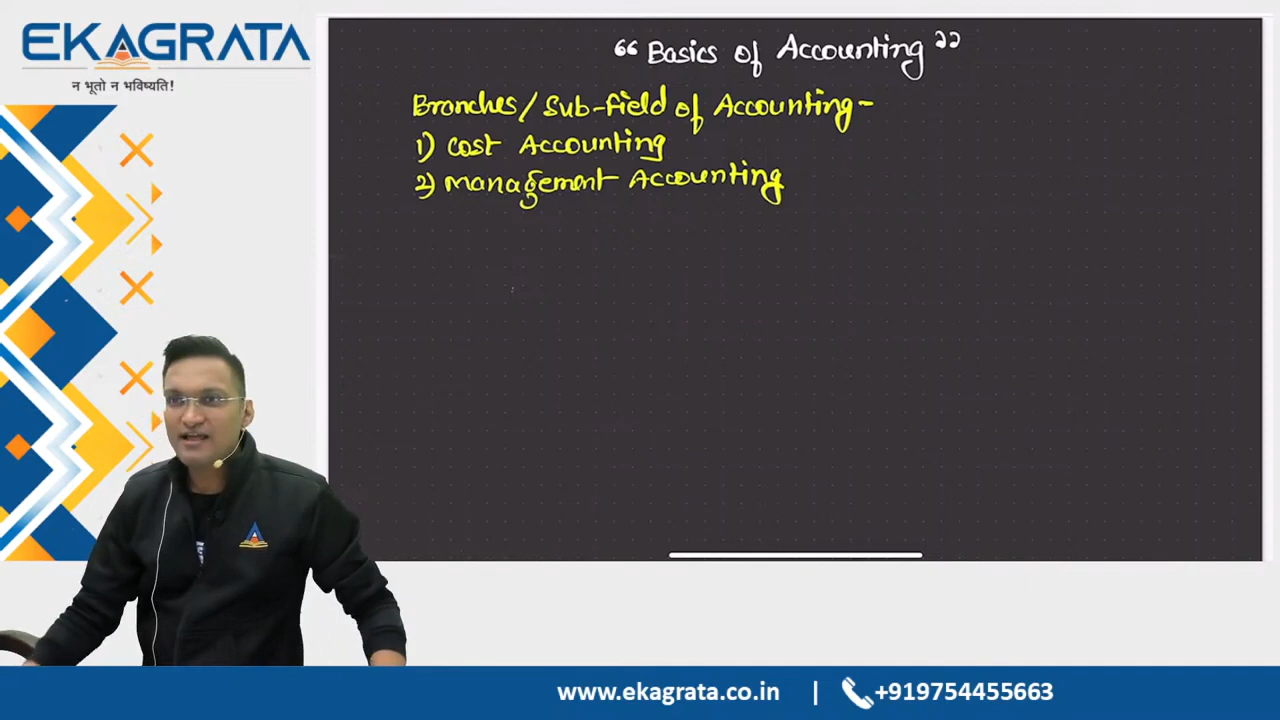 EKAGRATA
न भूतो न भविष्यति!
“Basics of Accounting”
Branches/Sub-field of Accounting-
1) Cost Accounting
2) Management Accounting
www.ekagrata.co.in | +919754455663